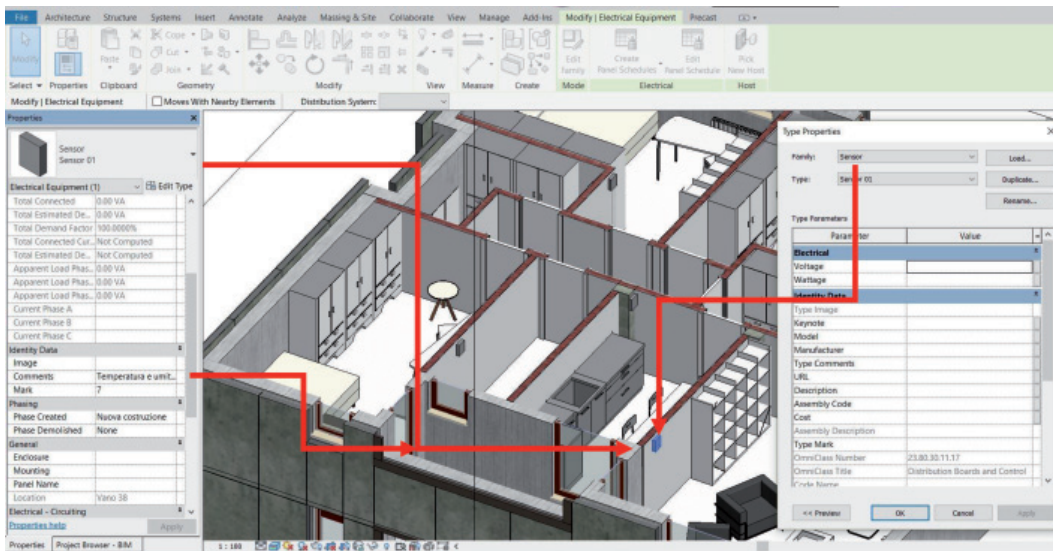 File Architecture Structure Systems Insert Annotate Analyze Massing & Site Collaborate View Manage Add-Ins Modify | Electrical Equipment Precast
Modify Paste Cope Cut Join Edit Family Create Panel Schedules Edit Panel Schedule Pick New Host
Select Properties Clipboard Geometry Modify View Measure Create Mode Electrical Host
Modify | Electrical Equipment Moves With Nearby Elements Distribution System:
Properties
Sensor
Sensor 01
Electrical Equipment (1) Edit Type
Total Connected 0.00 VA
Total Estimated De... 0.00 VA
Total Demand Factor 100.0000%
Total Connected Cur... Not Computed
Total Estimated De... Not Computed
Apparent Load Phas... 0.00 VA
Apparent Load Phas... 0.00 VA
Apparent Load Phas... 0.00 VA
Current Phase A
Current Phase B
Current Phase C
Identity Data
Image
Comments Temperatura e umit...
Mark 7
Phasing
Phase Created Nuova costruzione
Phase Demolished None
General
Enclosure
Mounting
Panel Name
Location Vano 38
Electrical - Circuiting
Properties help Apply
Properties Project Browser - BIM
1 : 100
Type Properties
Family: Sensor Load...
Type: Sensor 01 Duplicate...
Rename...
Type Parameters
Parameter Value
Electrical
Voltage
Wattage
Identity Data
Type Image
Keynote
Model
Manufacturer
Type Comments
URL
Description
Assembly Code
Cost
Assembly Description
Type Mark
OmniClass Number 23.80.30.11.17
OmniClass Title Distribution Boards and Control
Code Name
<< Preview OK Cancel Apply